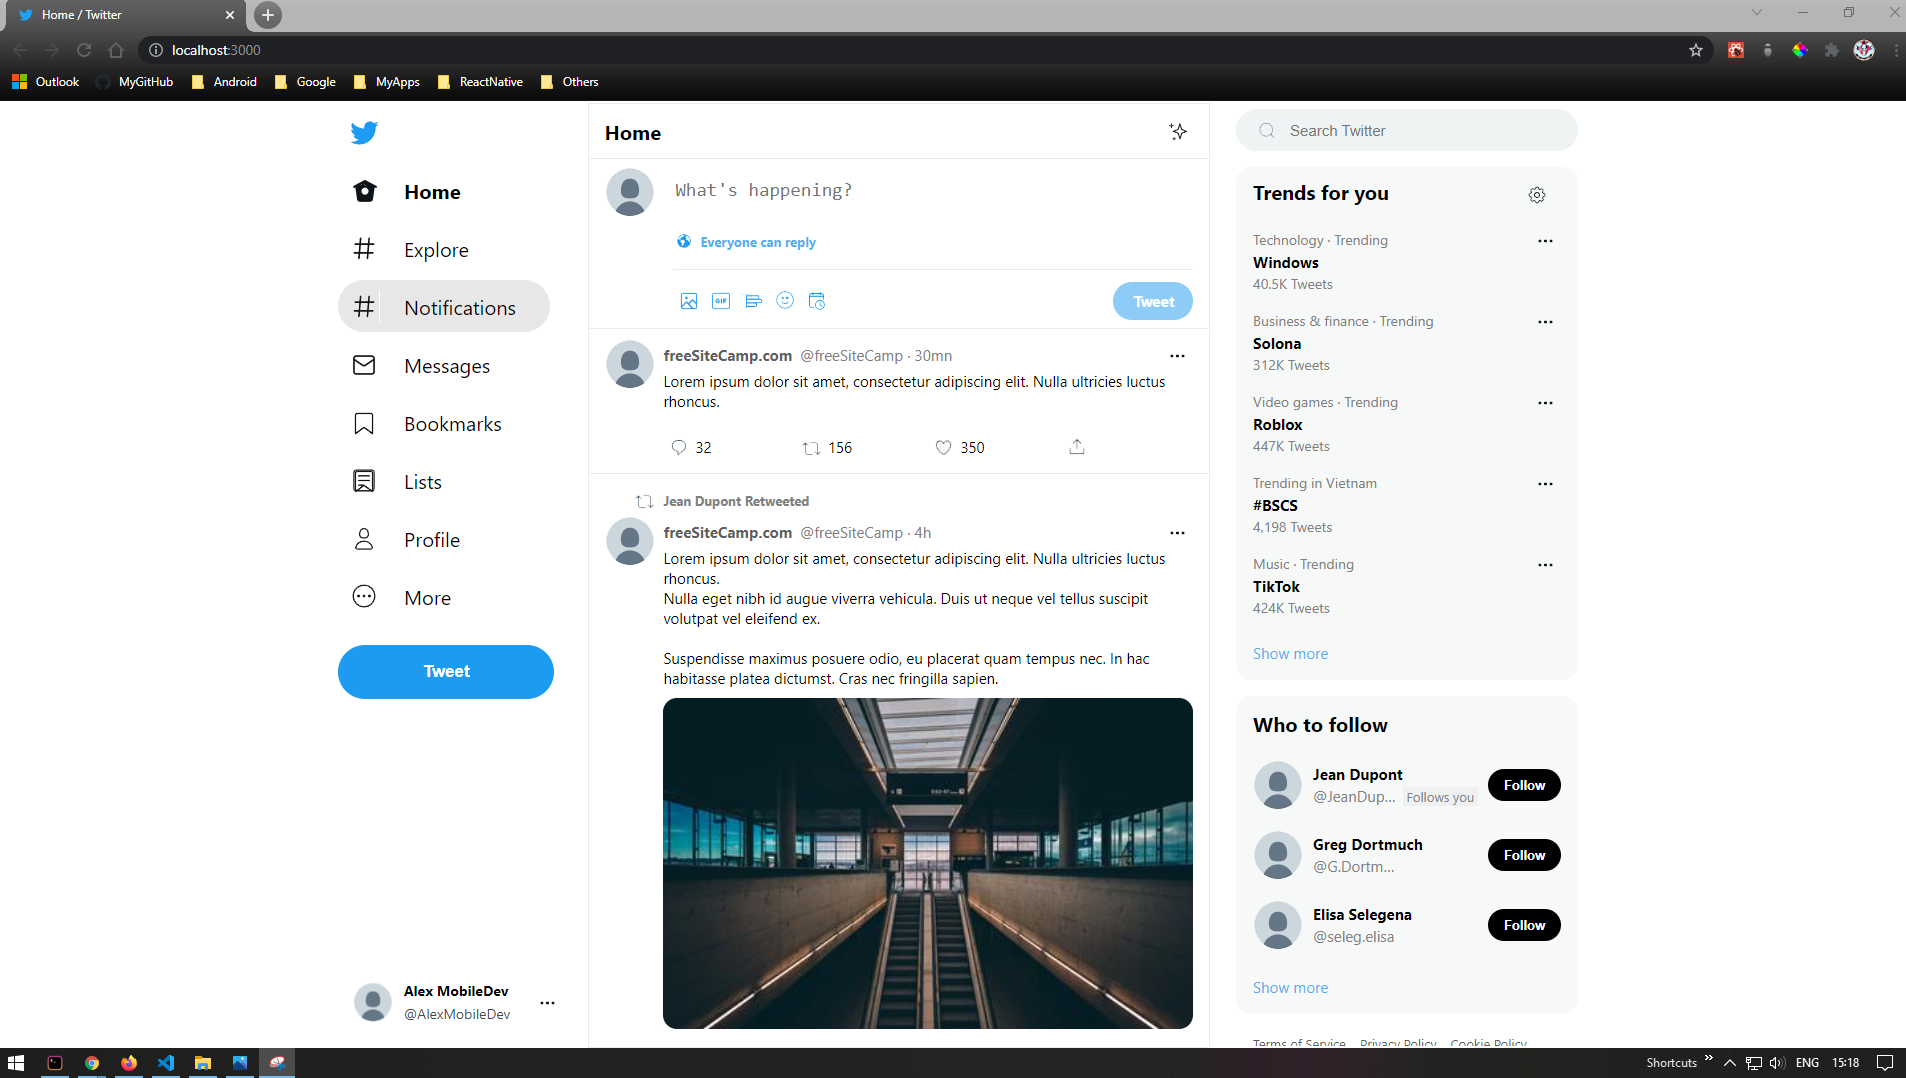 Home / Twitter
localhost:3000
Outlook MyGitHub Android Google MyApps ReactNative Others
Home
Explore
Notifications
Messages
Bookmarks
Lists
Profile
More
Tweet
Alex MobileDev
@AlexMobileDev
Home
What's happening?
Everyone can reply
GIF
Tweet
freeSiteCamp.com @freeSiteCamp · 30mn
Lorem ipsum dolor sit amet, consectetur adipiscing elit. Nulla ultricies luctus
rhoncus.
32 156 350
Jean Dupont Retweeted
freeSiteCamp.com @freeSiteCamp · 4h
Lorem ipsum dolor sit amet, consectetur adipiscing elit. Nulla ultricies luctus
rhoncus.
Nulla eget nibh id augue viverra vehicula. Duis ut neque vel tellus suscipit
volutpat vel eleifend ex.
Suspendisse maximus posuere odio, eu placerat quam tempus nec. In hac
habitasse platea dictumst. Cras nec fringilla sapien.
Search Twitter
Trends for you
Technology · Trending
Windows
40.5K Tweets
Business & finance · Trending
Solona
312K Tweets
Video games · Trending
Roblox
447K Tweets
Trending in Vietnam
#BSCS
4,198 Tweets
Music · Trending
TikTok
424K Tweets
Show more
Who to follow
Jean Dupont
@JeanDup... Follows you
Follow
Greg Dortmuch
@G.Dortm...
Follow
Elisa Selegena
@seleg.elisa
Follow
Show more
Terms of Service Privacy Policy Cookie Policy
Shortcuts ENG 15:18